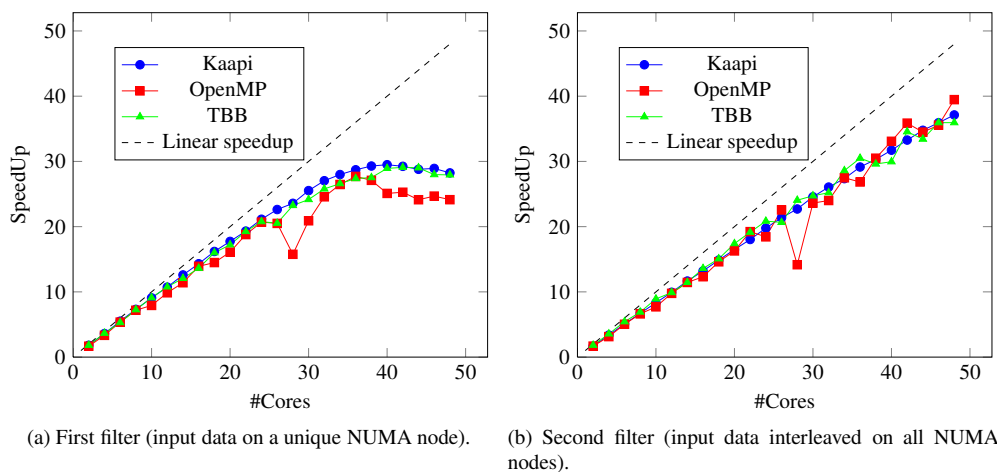 50
40
30
20
10
0
SpeedUp
Kaapi
OpenMP
TBB
Linear speedup
0
10
20
30
40
50
#Cores
(a) First filter (input data on a unique NUMA node).
50
40
30
20
10
0
SpeedUp
Kaapi
OpenMP
TBB
Linear speedup
0
10
20
30
40
50
#Cores
(b) Second filter (input data interleaved on all NUMA
nodes).